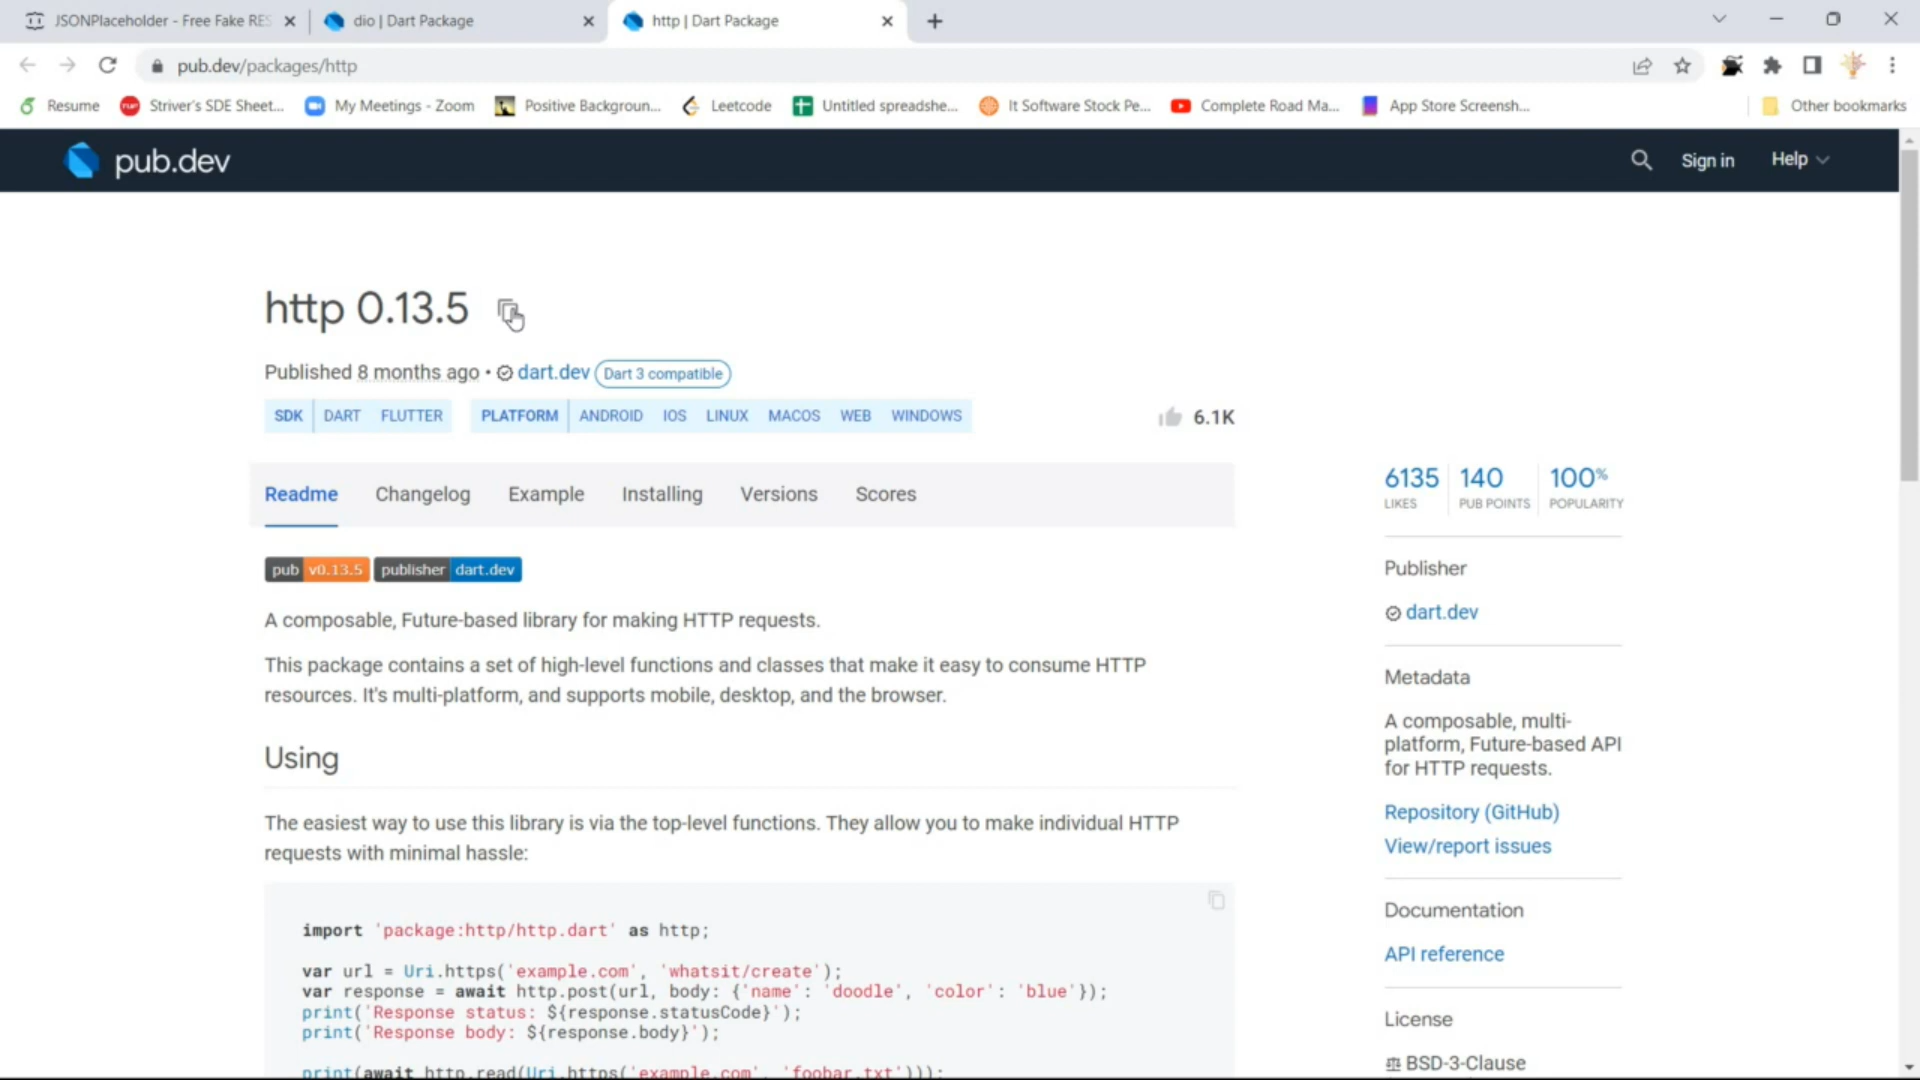 JSONPlaceholder - Free Fake RES
dio | Dart Package
http | Dart Package
pub.dev/packages/http
Resume
Striver's SDE Sheet...
My Meetings - Zoom
Positive Backgroun...
Leetcode
Untitled spreadshe...
It Software Stock Pe...
Complete Road Ma...
App Store Screensh...
Other bookmarks
pub.dev
Sign in
Help
http 0.13.5
Published 8 months ago • dart.dev Dart 3 compatible
SDK DART FLUTTER PLATFORM ANDROID IOS LINUX MACOS WEB WINDOWS
6.1K
Readme Changelog Example Installing Versions Scores
pub v0.13.5 publisher dart.dev
A composable, Future-based library for making HTTP requests.
This package contains a set of high-level functions and classes that make it easy to consume HTTP
resources. It's multi-platform, and supports mobile, desktop, and the browser.
Using
The easiest way to use this library is via the top-level functions. They allow you to make individual HTTP
requests with minimal hassle:
import 'package:http/http.dart' as http;
var url = Uri.https('example.com', 'whatsit/create');
var response = await http.post(url, body: {'name': 'doodle', 'color': 'blue'});
print('Response status: ${response.statusCode}');
print('Response body: ${response.body}');
print(await http.read(Uri.https('example.com', 'foobar.txt')));
6135 140 100%
LIKES PUB POINTS POPULARITY
Publisher
dart.dev
Metadata
A composable, multi-
platform, Future-based API
for HTTP requests.
Repository (GitHub)
View/report issues
Documentation
API reference
License
BSD-3-Clause